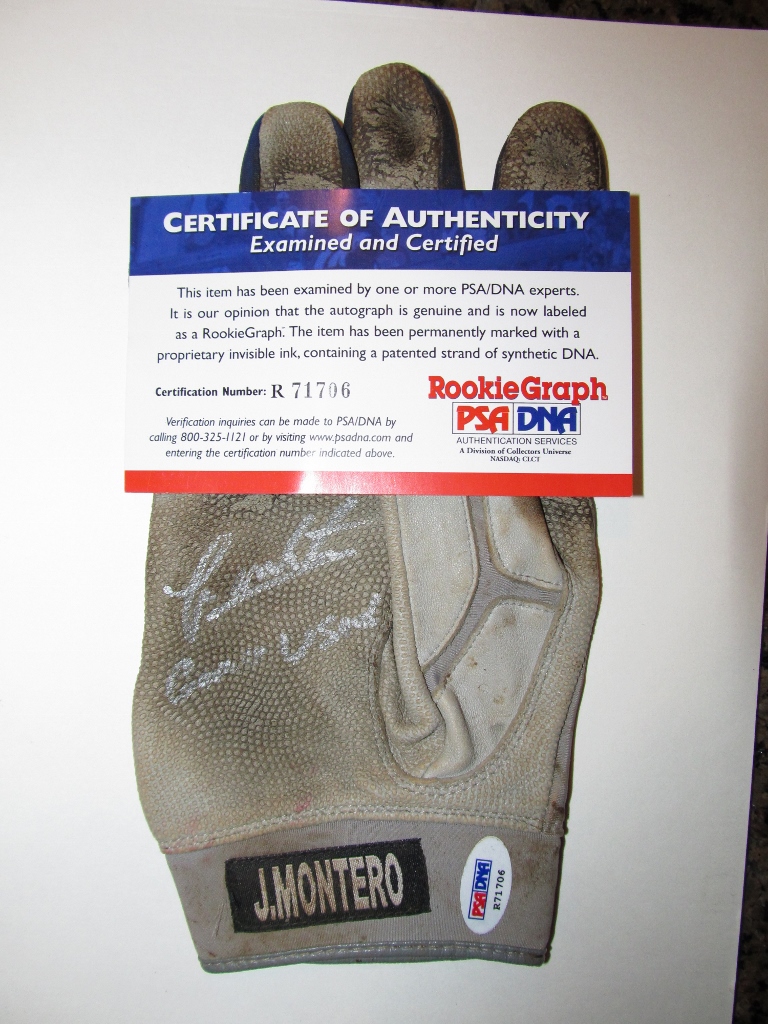 CERTIFICATE OF AUTHENTICITY
Examined and Certified
This item has been examined by one or more PSA/DNA experts.
It is our opinion that the autograph is genuine and is now labeled
as a RookieGraph. The item has been permanently marked with a
proprietary invisible ink, containing a patented strand of synthetic DNA.
Certification Number: R 71706
Verification inquiries can be made to PSA/DNA by
calling 800-325-1121 or by visiting www.psadna.com and
entering the certification number indicated above.
RookieGraph
PSA DNA
AUTHENTICATION SERVICES
A Division of Collectors Universe
NASDAQ: CLCT
Used
J.MONTERO
PSA DNA
R71706